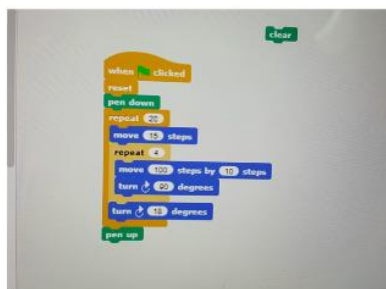 clear
when clicked
reset
pen down
repeat 20
move 15 steps
repeat 4
move 100 steps by 10 steps
turn 90 degrees
turn 18 degrees
pen up